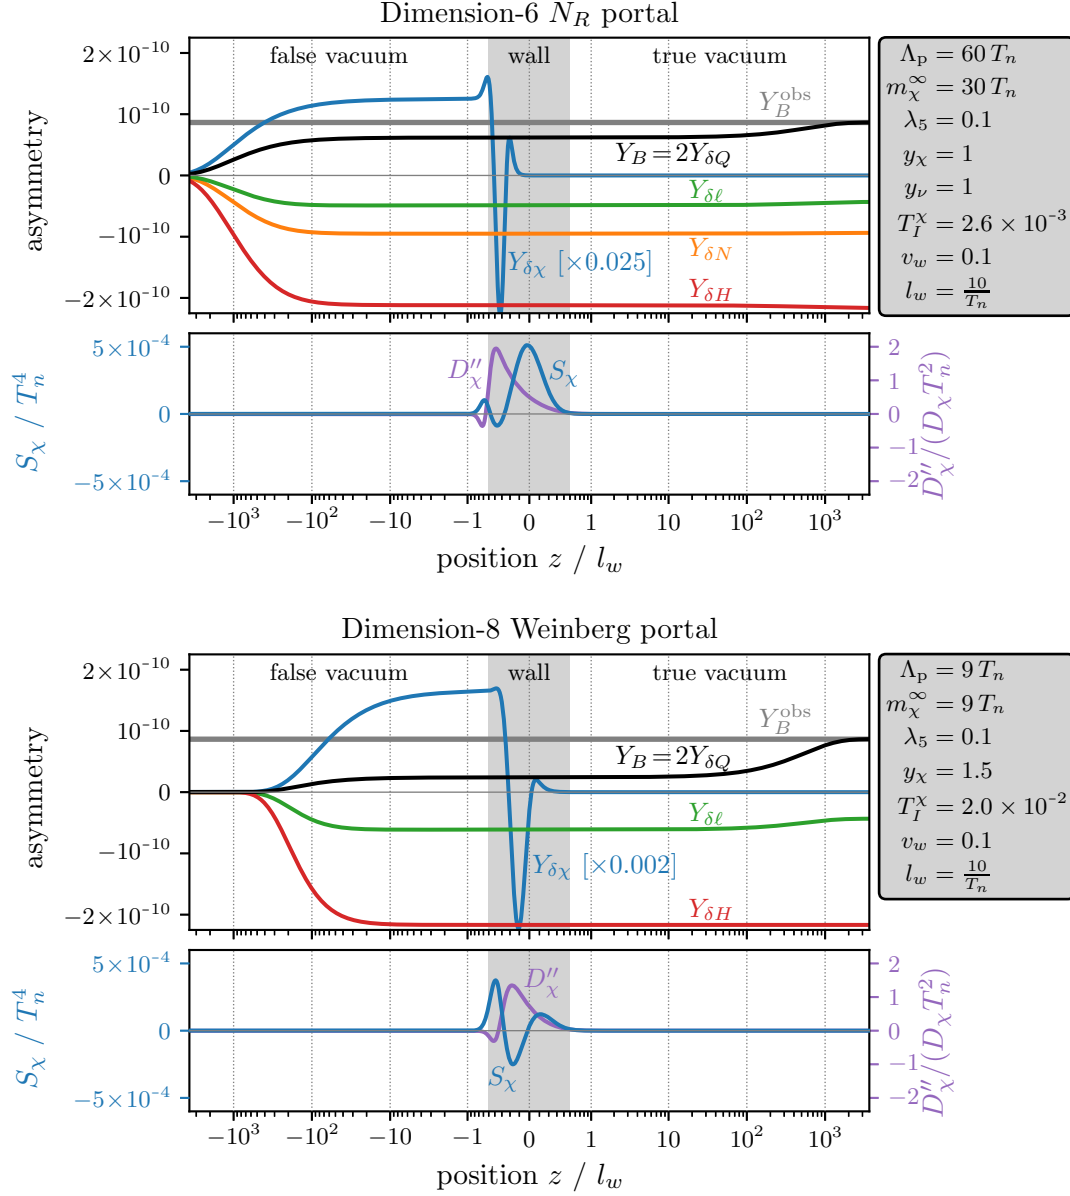 Dimension-6 N_R portal
false vacuum wall true vacuum
asymmetry
2×10^−10
10^−10
0
−10^−10
−2×10^−10
Y_B^obs
Y_B = 2Y_δQ
Y_δℓ
Y_δN
Y_δχ [×0.025]
Y_δH
Λ_p = 60 T_n
m_χ^∞ = 30 T_n
λ_5 = 0.1
y_χ = 1
y_ν = 1
T_I^χ = 2.6 × 10^−3
v_w = 0.1
l_w = 10/T_n
S_χ / T_n^4
5×10^−4
0
−5×10^−4
D''_χ
S_χ
2
1
0
−1
−2
D''_χ/(D_χT_n^2)
−10^3 −10^2 −10 −1 0 1 10 10^2 10^3
position z / l_w
Dimension-8 Weinberg portal
false vacuum wall true vacuum
asymmetry
2×10^−10
10^−10
0
−10^−10
−2×10^−10
Y_B^obs
Y_B = 2Y_δQ
Y_δℓ
Y_δχ [×0.002]
Y_δH
Λ_p = 9 T_n
m_χ^∞ = 9 T_n
λ_5 = 0.1
y_χ = 1.5
T_I^χ = 2.0 × 10^−2
v_w = 0.1
l_w = 10/T_n
S_χ / T_n^4
5×10^−4
0
−5×10^−4
D''_χ
S_χ
2
1
0
−1
−2
D''_χ/(D_χT_n^2)
−10^3 −10^2 −10 −1 0 1 10 10^2 10^3
position z / l_w